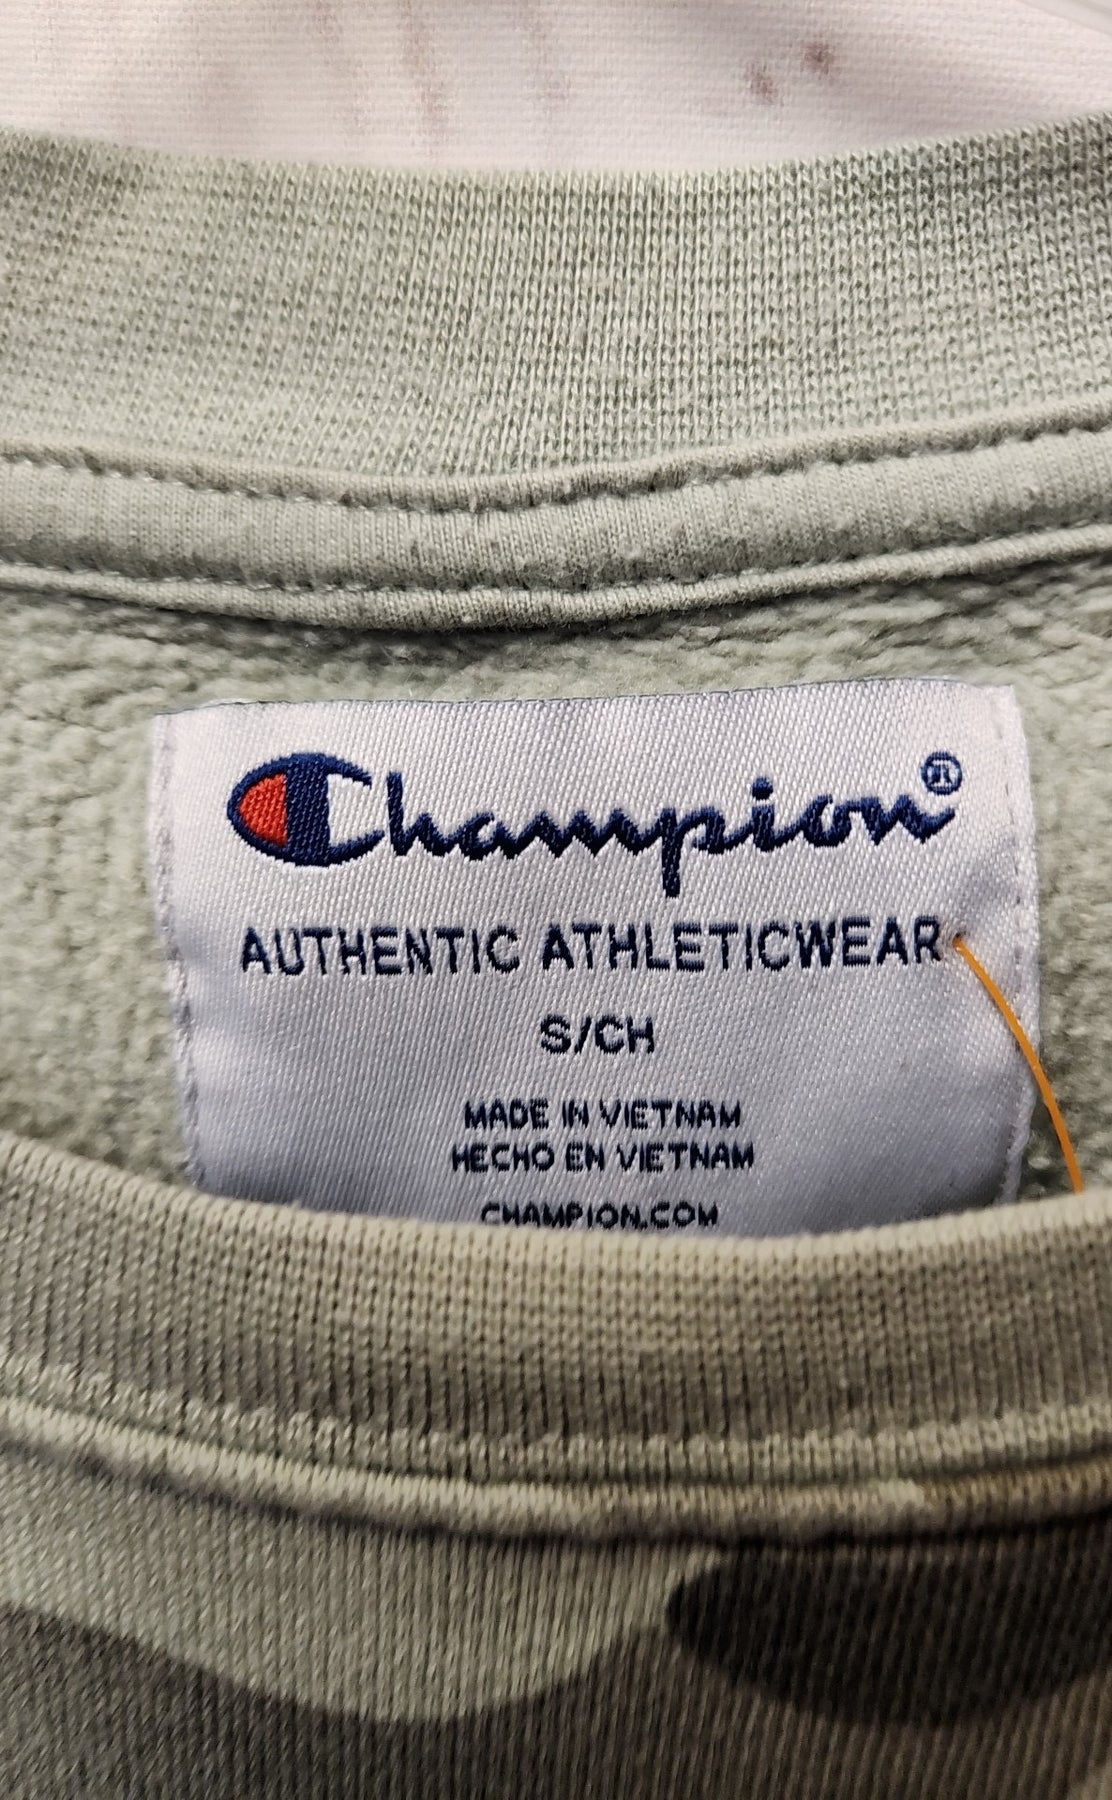 Champion®
AUTHENTIC ATHLETICWEAR
S/CH
MADE IN VIETNAM
HECHO EN VIETNAM
CHAMPION.COM